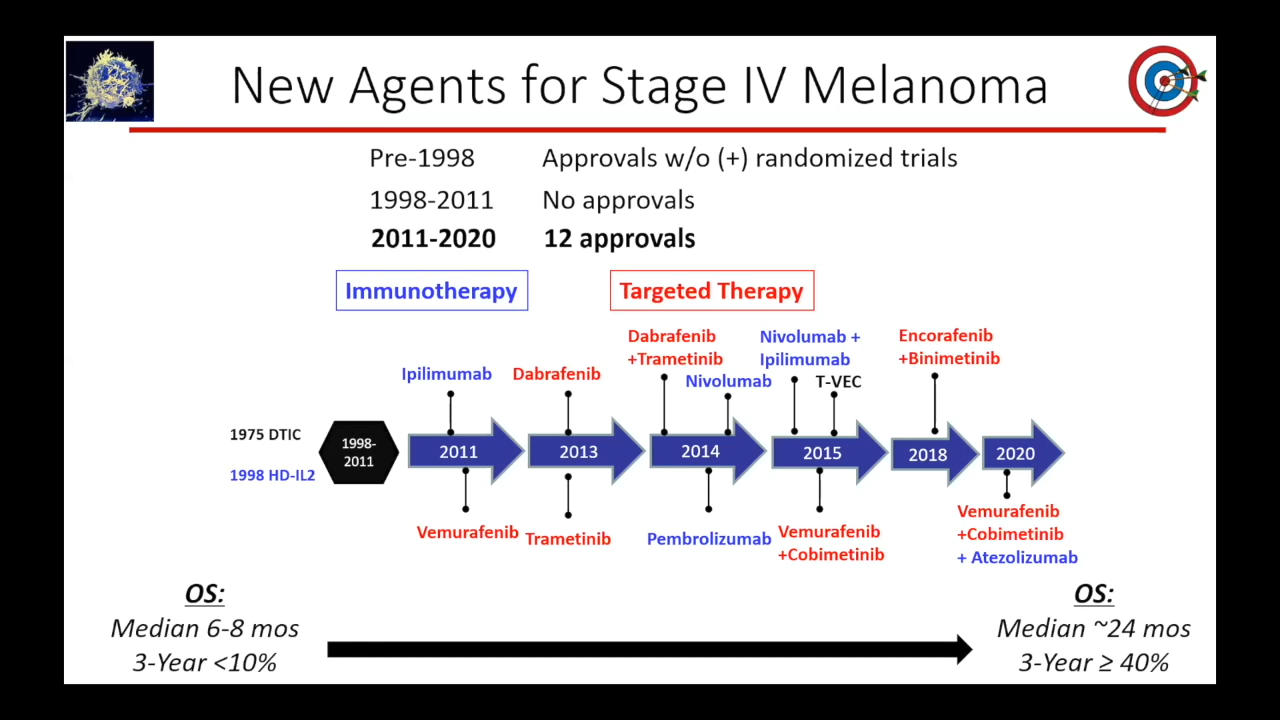 New Agents for Stage IV Melanoma
Pre-1998 Approvals w/o (+) randomized trials
1998-2011 No approvals
2011-2020 12 approvals
Immunotherapy
Targeted Therapy
Dabrafenib
+Trametinib
Nivolumab +
Ipilimumab
Encorafenib
+Binimetinib
Ipilimumab
Dabrafenib
Nivolumab
T-VEC
1975 DTIC
1998 HD-IL2
1998-
2011
2011
2013
2014
2015
2018
2020
Vemurafenib
Trametinib
Pembrolizumab
Vemurafenib
+Cobimetinib
Vemurafenib
+Cobimetinib
+ Atezolizumab
OS:
Median 6-8 mos
3-Year <10%
OS:
Median ~24 mos
3-Year ≥ 40%